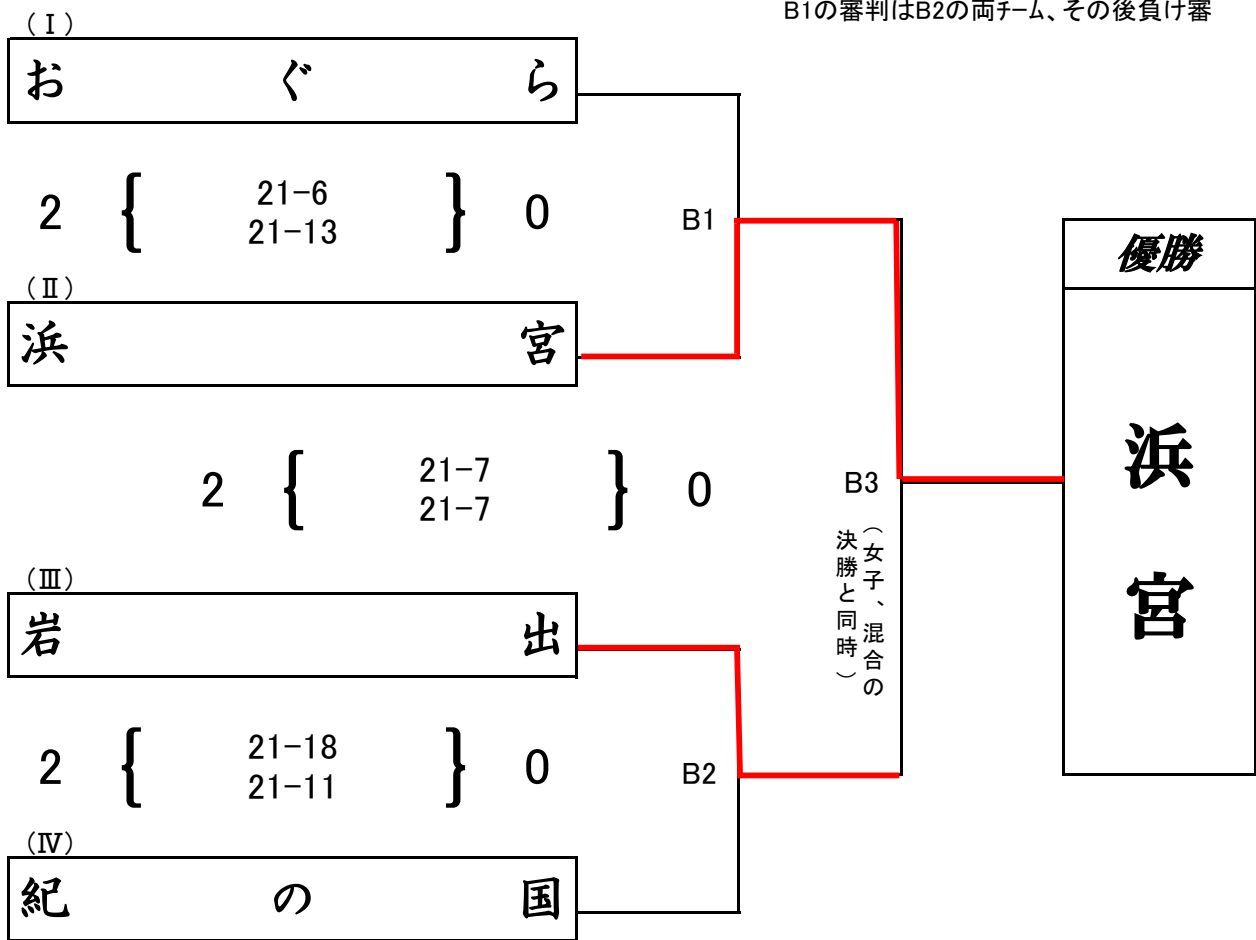 B1の審判はB2の両チーム、その後負け審
（Ⅰ）
おぐら
2 { 21-6 } 0
21-13
B1
（Ⅱ）
浜宮
優勝
浜宮
2 { 21-7 } 0
21-7
B3
（女子、混合の
決勝と同時）
（Ⅲ）
岩出
2 { 21-18 } 0
21-11
B2
（Ⅳ）
紀の国